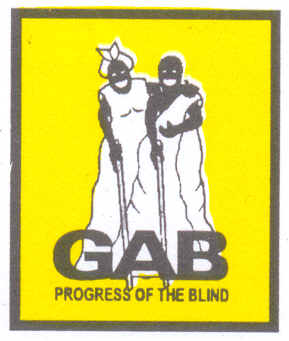 GAB
PROGRESS OF THE BLIND